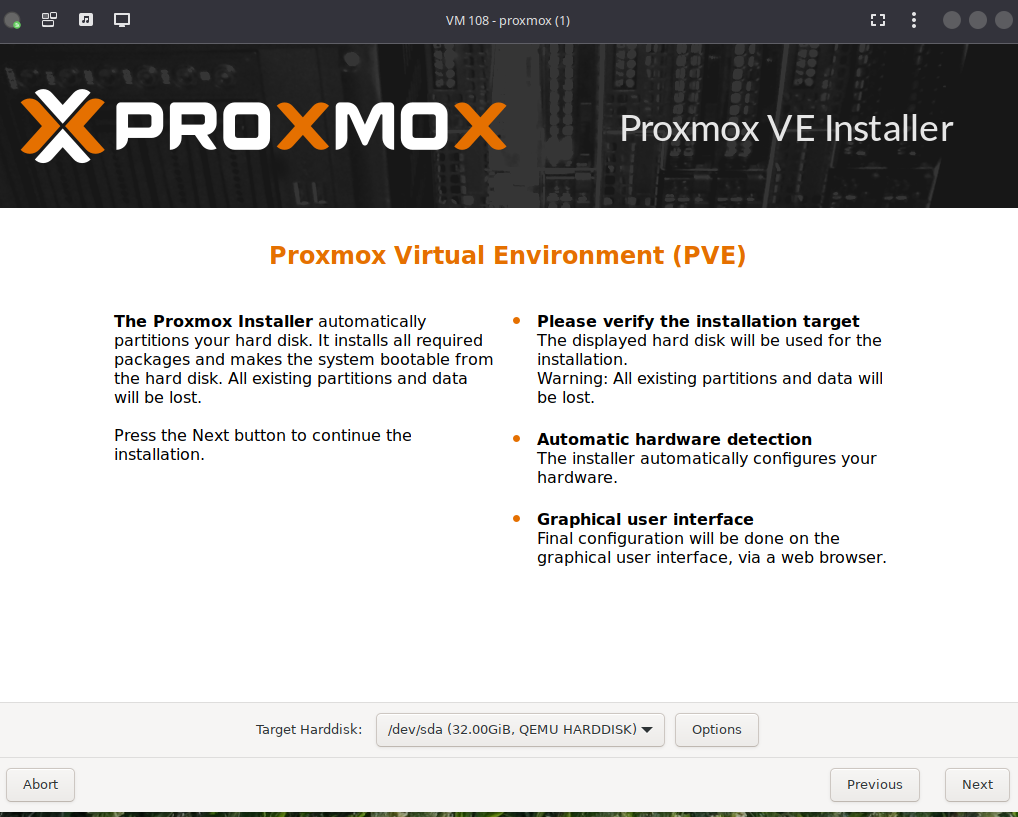 VM 108 - proxmox (1)
PROXMOX
Proxmox VE Installer
Proxmox Virtual Environment (PVE)
The Proxmox Installer automatically
partitions your hard disk. It installs all required
packages and makes the system bootable from
the hard disk. All existing partitions and data
will be lost.
Press the Next button to continue the
installation.
Please verify the installation target
The displayed hard disk will be used for the
installation.
Warning: All existing partitions and data will
be lost.
Automatic hardware detection
The installer automatically configures your
hardware.
Graphical user interface
Final configuration will be done on the
graphical user interface, via a web browser.
Target Harddisk: /dev/sda (32.00GiB, QEMU HARDDISK) Options
Abort Previous Next